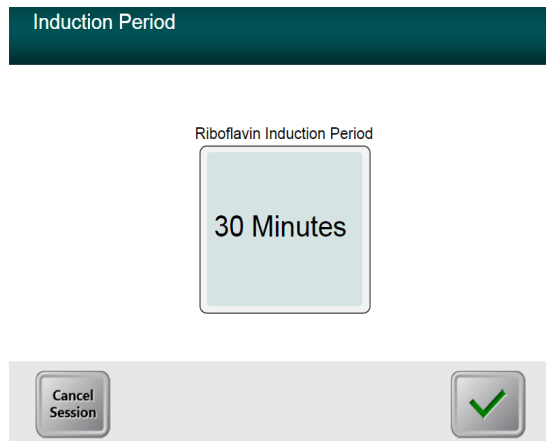 Induction Period
Riboflavin Induction Period
30 Minutes
Cancel
Session